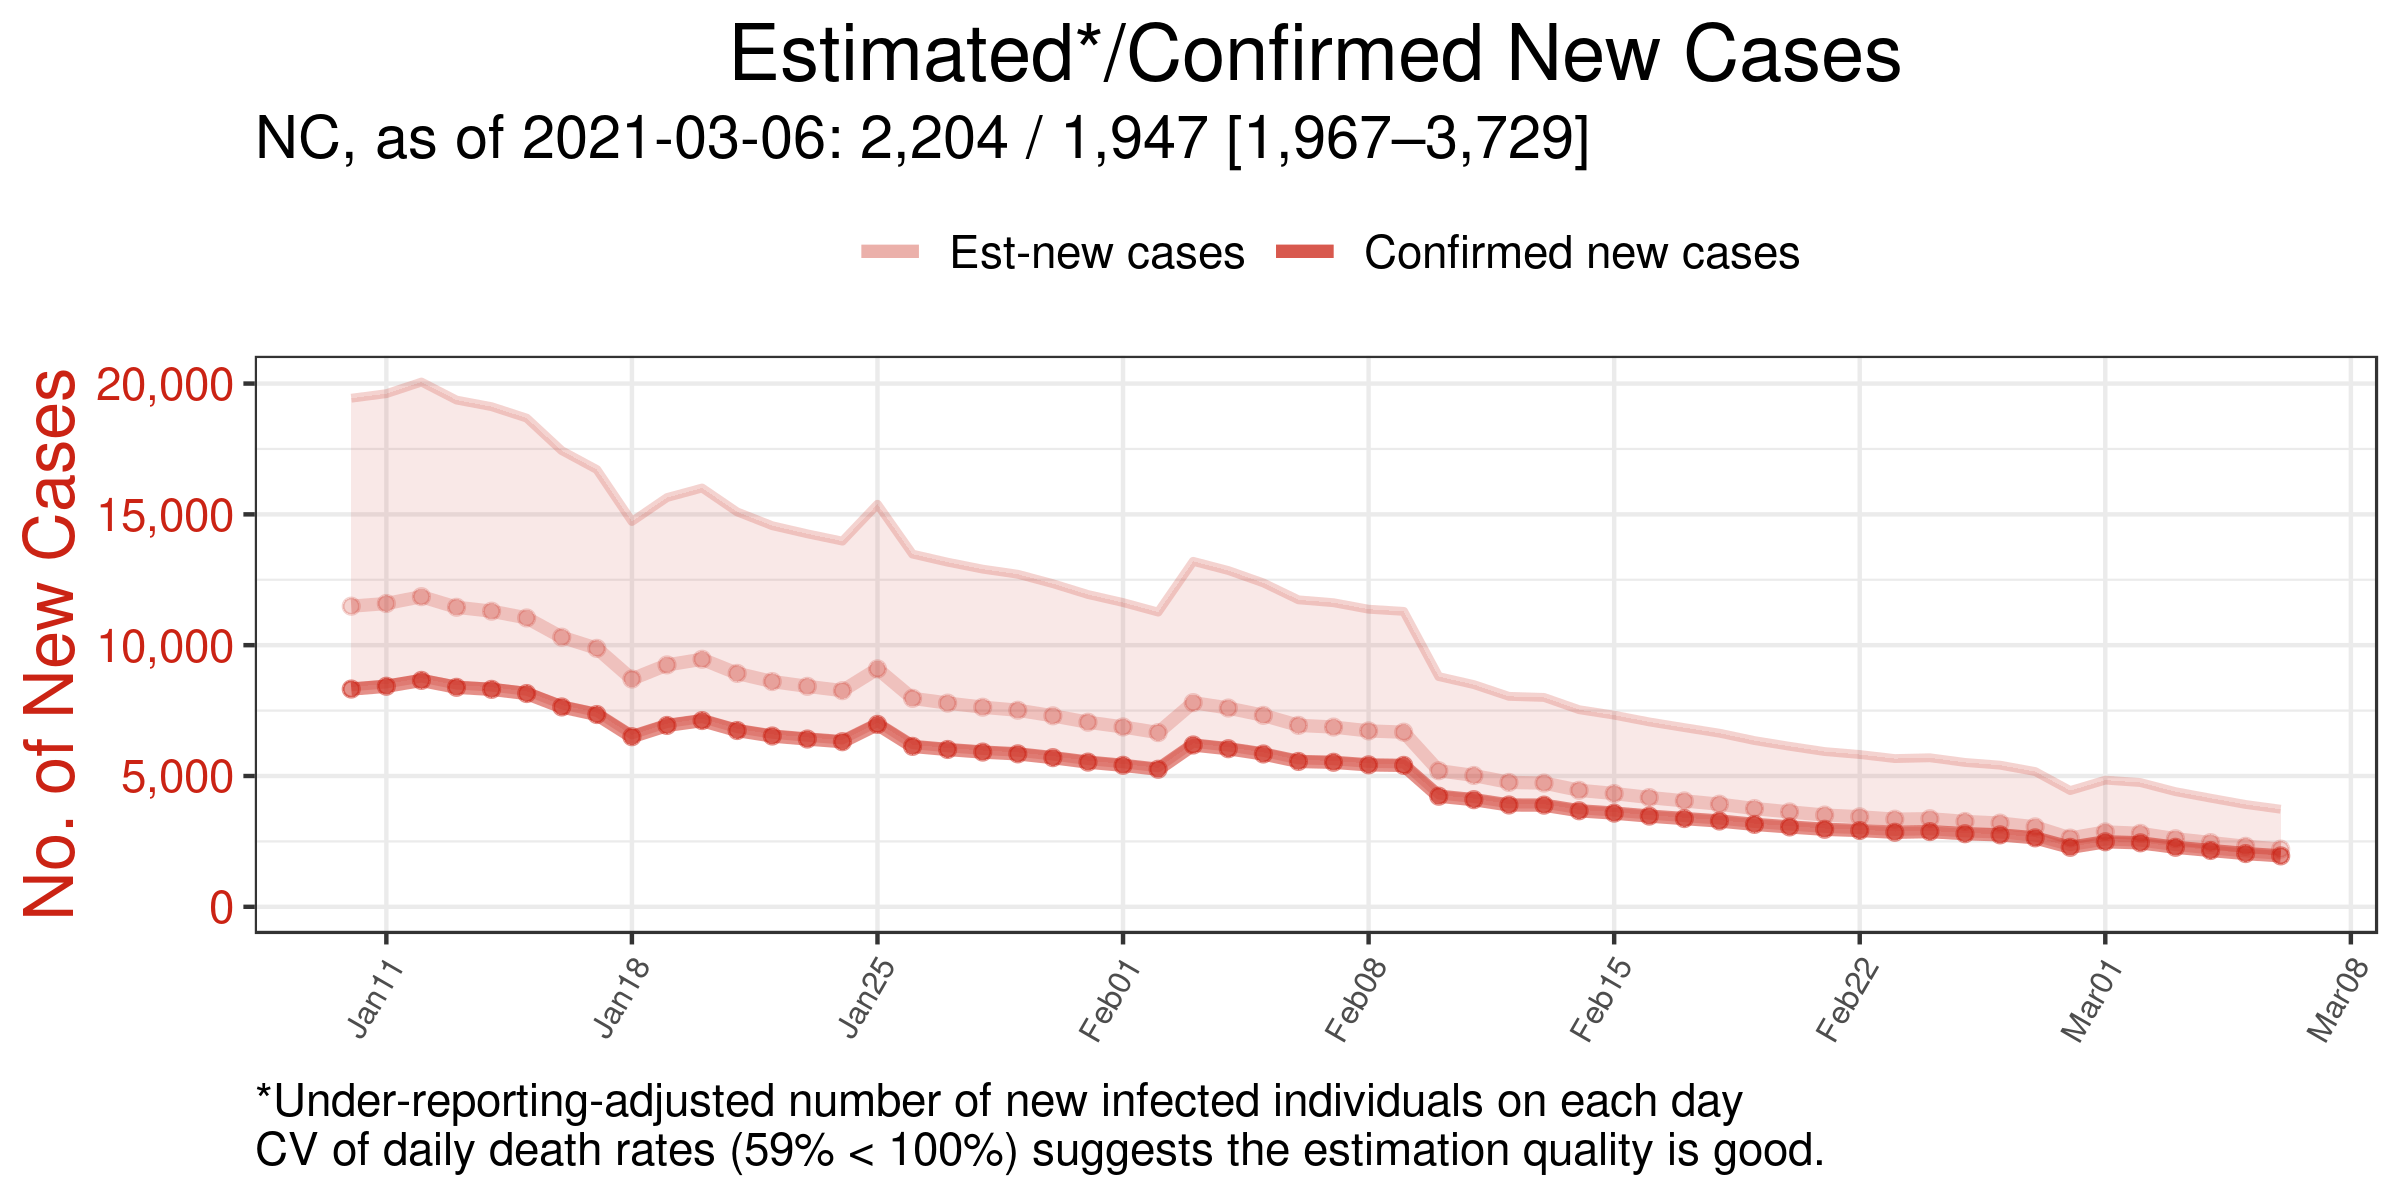 Estimated*/Confirmed New Cases
NC, as of 2021-03-06: 2,204 / 1,947 [1,967–3,729]
Est-new cases
Confirmed new cases
No. of New Cases
20,000
15,000
10,000
5,000
0
Jan11
Jan18
Jan25
Feb01
Feb08
Feb15
Feb22
Mar01
Mar08
*Under-reporting-adjusted number of new infected individuals on each day
CV of daily death rates (59% < 100%) suggests the estimation quality is good.